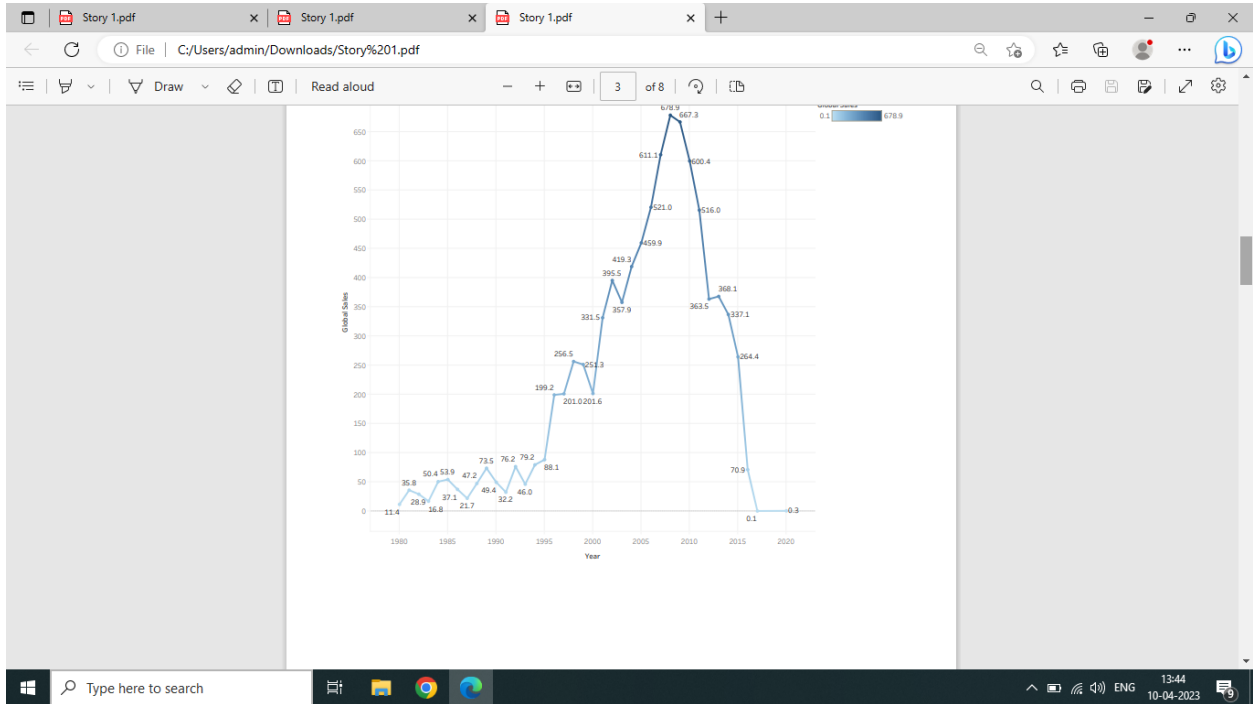 Story 1.pdf
Story 1.pdf
Story 1.pdf
File
C:/Users/admin/Downloads/Story%201.pdf
Draw
Read aloud
3 of 8
Global Sales
0.1 678.9
678.9
667.3
650
600
611.1
600.4
550
521.0
516.0
500
459.9
450
419.3
400
395.5
368.1
363.5
357.9
350
337.1
331.5
Global Sales
300
264.4
256.5
251.3
250
201.0 201.6
200
199.2
150
100
88.1
73.5 76.2 79.2
70.9
50.4 53.9 47.2
50
49.4 32.2 46.0
35.8
28.9 16.8 37.1 21.7
11.4
0
0.1
0.3
1980 1985 1990 1995 2000 2005 2010 2015 2020
Year
Type here to search
ENG
13:44
10-04-2023
9